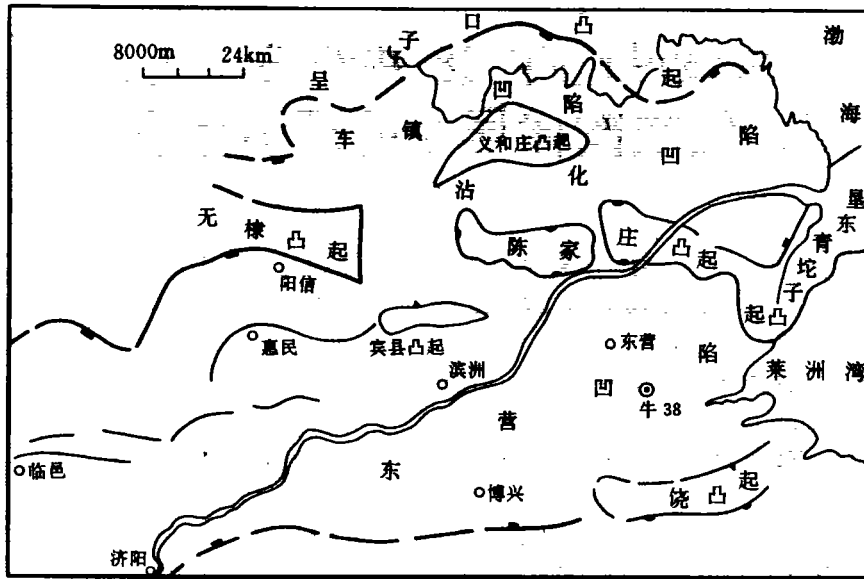 8000m 24km
埕子口凸起
渤海
车镇凹陷
义和庄凸起
沾化凹陷
无棣凸起
陈家庄凸起
垦东青坨子凸起
阳信
惠民
宾县凸起
滨洲
东营
莱洲湾
牛38
东营凹陷
临邑
博兴
饶凸起
济阳